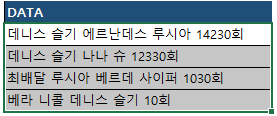 DATA
데니스 슬기 에르난데스 루시아 14230회
데니스 슬기 나나 슈 12330회
최배달 루시아 베르데 사이퍼 1030회
베라 니콜 데니스 슬기 10회